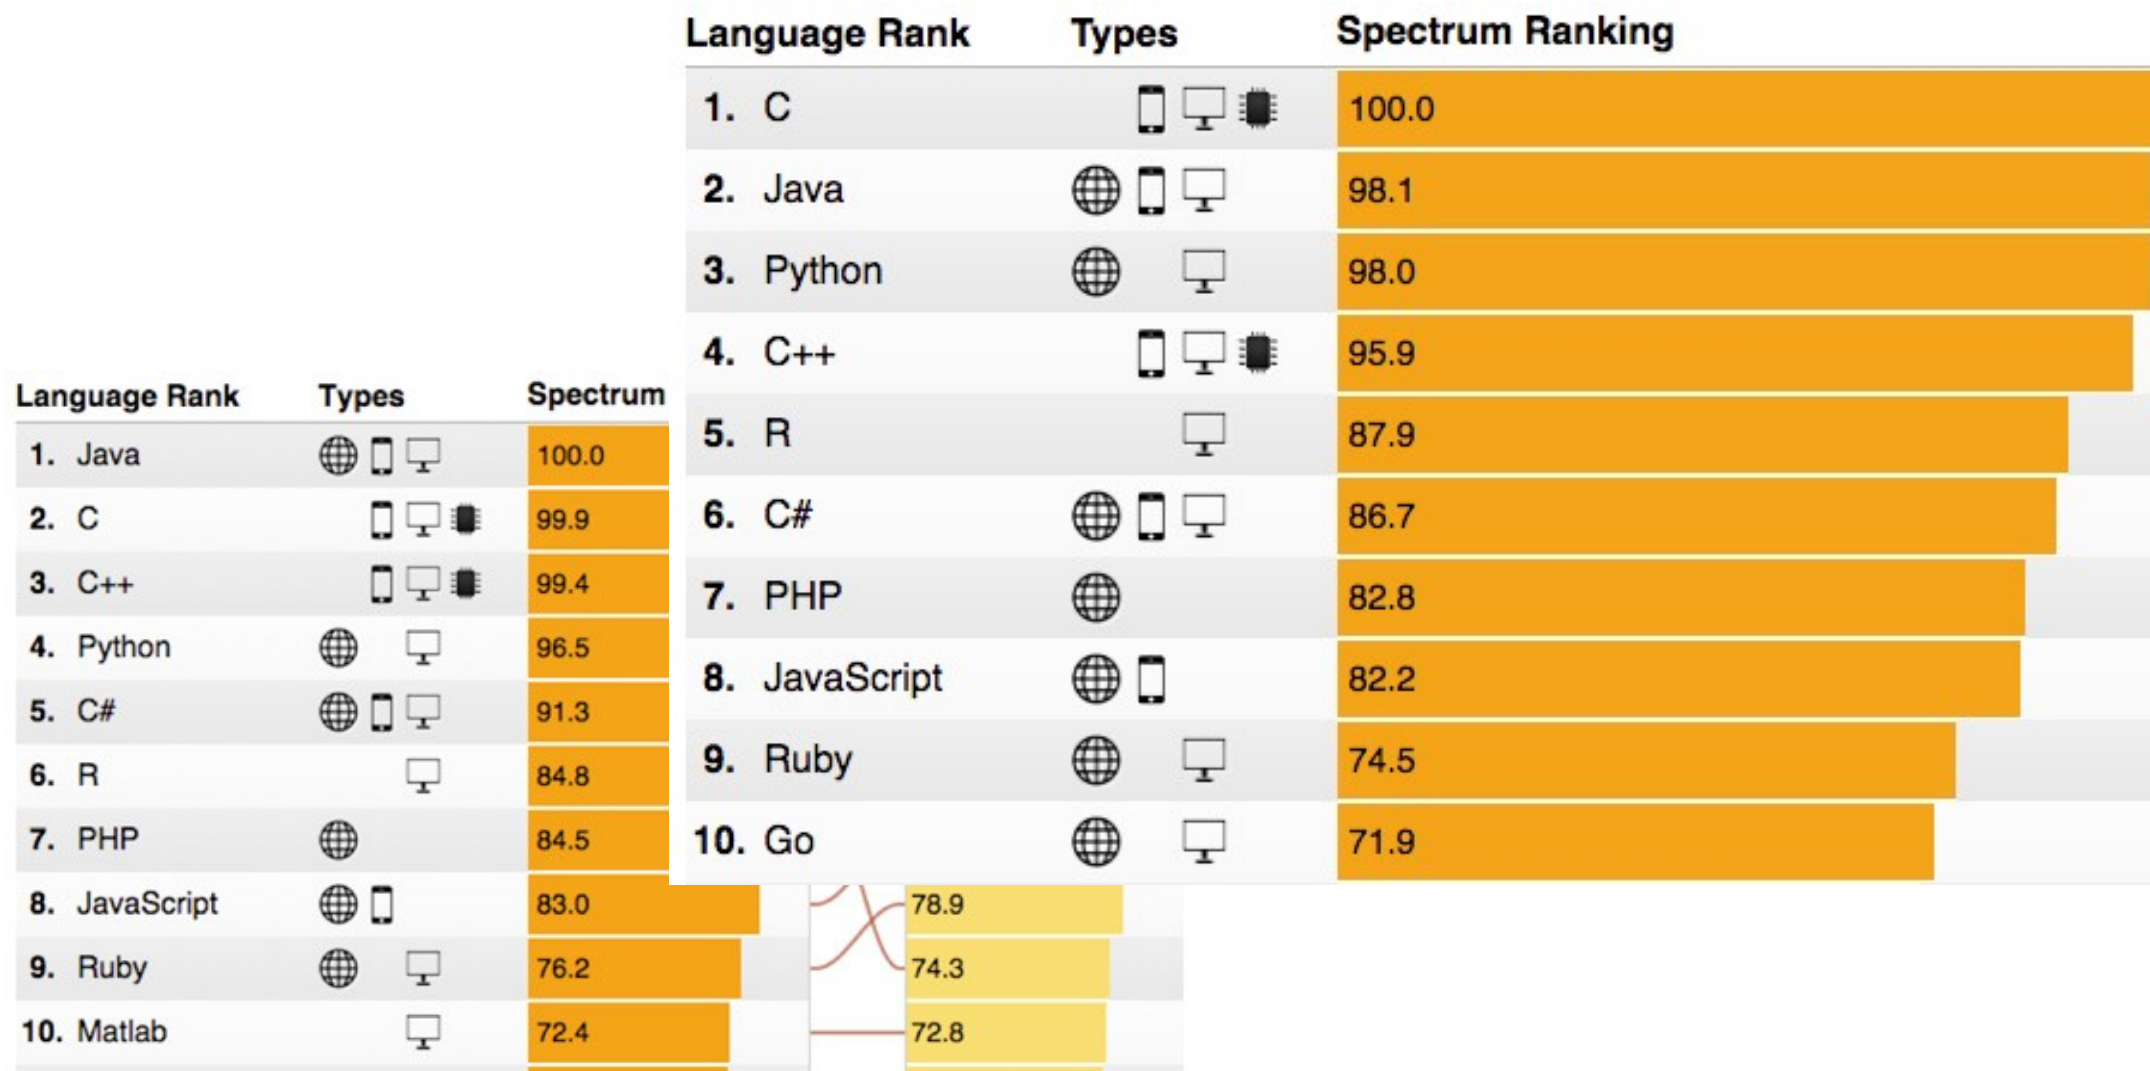 Language Rank Types Spectrum Ranking
1. C 100.0
2. Java 98.1
3. Python 98.0
4. C++ 95.9
5. R 87.9
6. C# 86.7
7. PHP 82.8
8. JavaScript 82.2
9. Ruby 74.5
10. Go 71.9
Language Rank Types Spectrum
1. Java 100.0
2. C 99.9
3. C++ 99.4
4. Python 96.5
5. C# 91.3
6. R 84.8
7. PHP 84.5
8. JavaScript 83.0 78.9
9. Ruby 76.2 74.3
10. Matlab 72.4 72.8